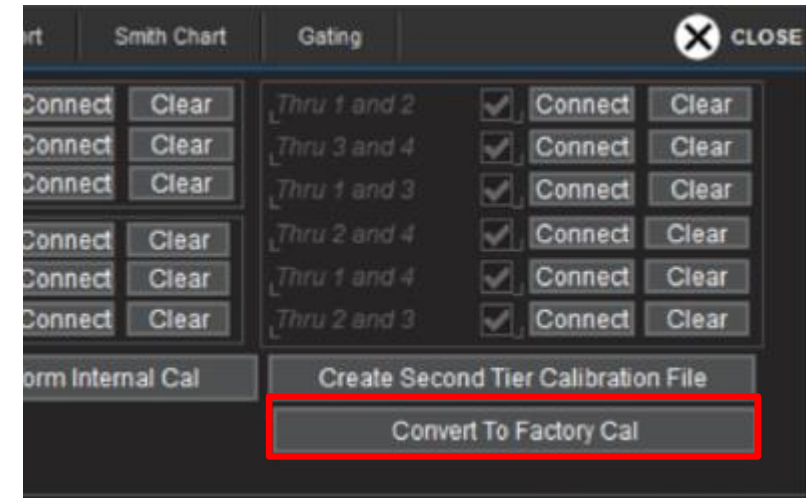 ort Smith Chart Gating CLOSE
Connect Clear Thru 1 and 2 Connect Clear
Connect Clear Thru 3 and 4 Connect Clear
Connect Clear Thru 1 and 3 Connect Clear
Connect Clear Thru 2 and 4 Connect Clear
Connect Clear Thru 1 and 4 Connect Clear
Connect Clear Thru 2 and 3 Connect Clear
orm Internal Cal Create Second Tier Calibration File
Convert To Factory Cal